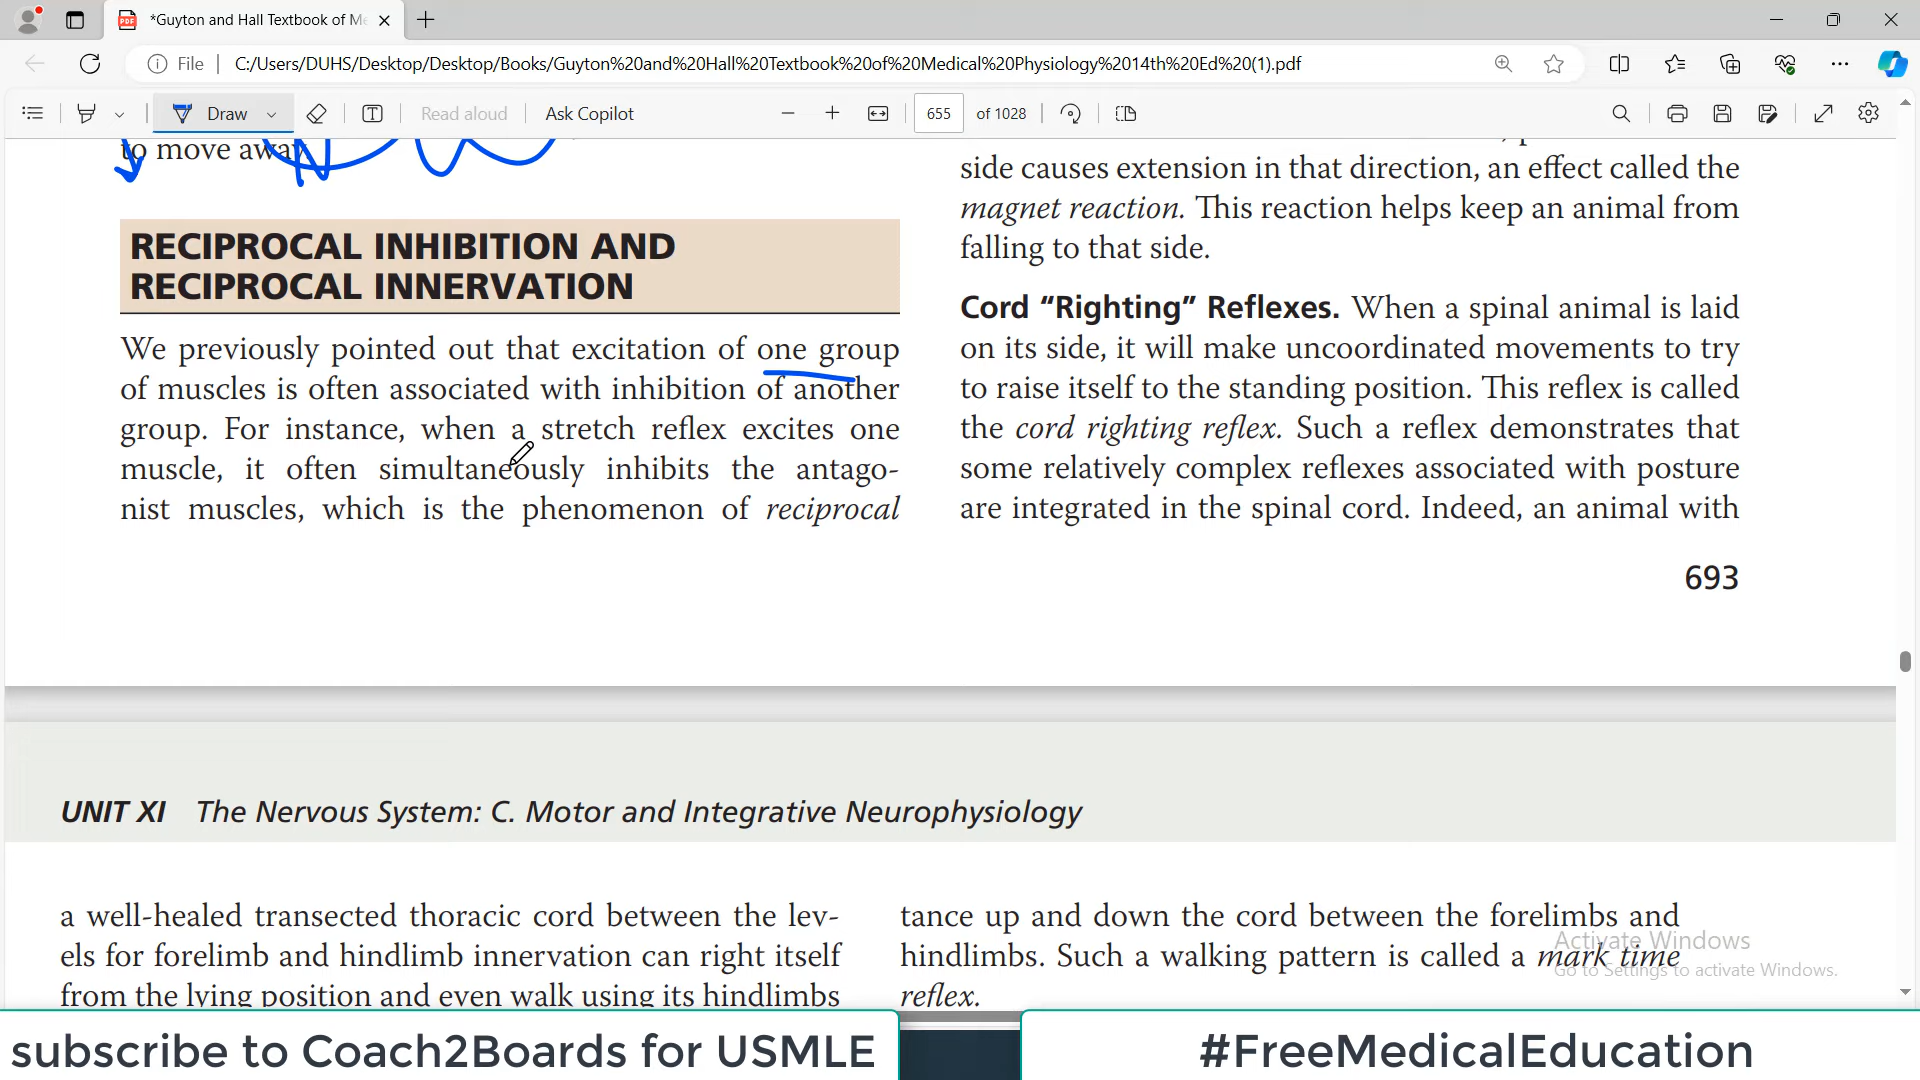 *Guyton and Hall Textbook of Me
File
C:/Users/DUHS/Desktop/Desktop/Books/Guyton%20and%20Hall%20Textbook%20of%20Medical%20Physiology%2014th%20Ed%20(1).pdf
Draw
Read aloud
Ask Copilot
655
of 1028
to move away.
RECIPROCAL INHIBITION AND
RECIPROCAL INNERVATION
We previously pointed out that excitation of one group
of muscles is often associated with inhibition of another
group. For instance, when a stretch reflex excites one
muscle, it often simultaneously inhibits the antago-
nist muscles, which is the phenomenon of reciprocal
side causes extension in that direction, an effect called the
magnet reaction. This reaction helps keep an animal from
falling to that side.
Cord “Righting” Reflexes. When a spinal animal is laid
on its side, it will make uncoordinated movements to try
to raise itself to the standing position. This reflex is called
the cord righting reflex. Such a reflex demonstrates that
some relatively complex reflexes associated with posture
are integrated in the spinal cord. Indeed, an animal with
693
UNIT XI The Nervous System: C. Motor and Integrative Neurophysiology
a well-healed transected thoracic cord between the lev-
els for forelimb and hindlimb innervation can right itself
from the lying position and even walk using its hindlimbs
tance up and down the cord between the forelimbs and
hindlimbs. Such a walking pattern is called a mark time
reflex.
Activate Windows
Go to Settings to activate Windows.
subscribe to Coach2Boards for USMLE
#FreeMedicalEducation